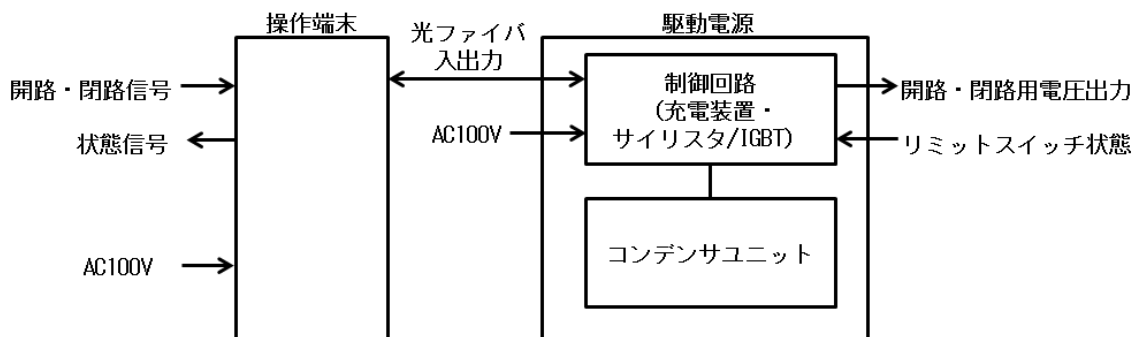 操作端末
駆動電源
光ファイバ
入出力
開路・閉路信号
状態信号
AC100V
制御回路
(充電装置・
サイリスタ/IGBT)
AC100V
開路・閉路用電圧出力
リミットスイッチ状態
コンデンサユニット